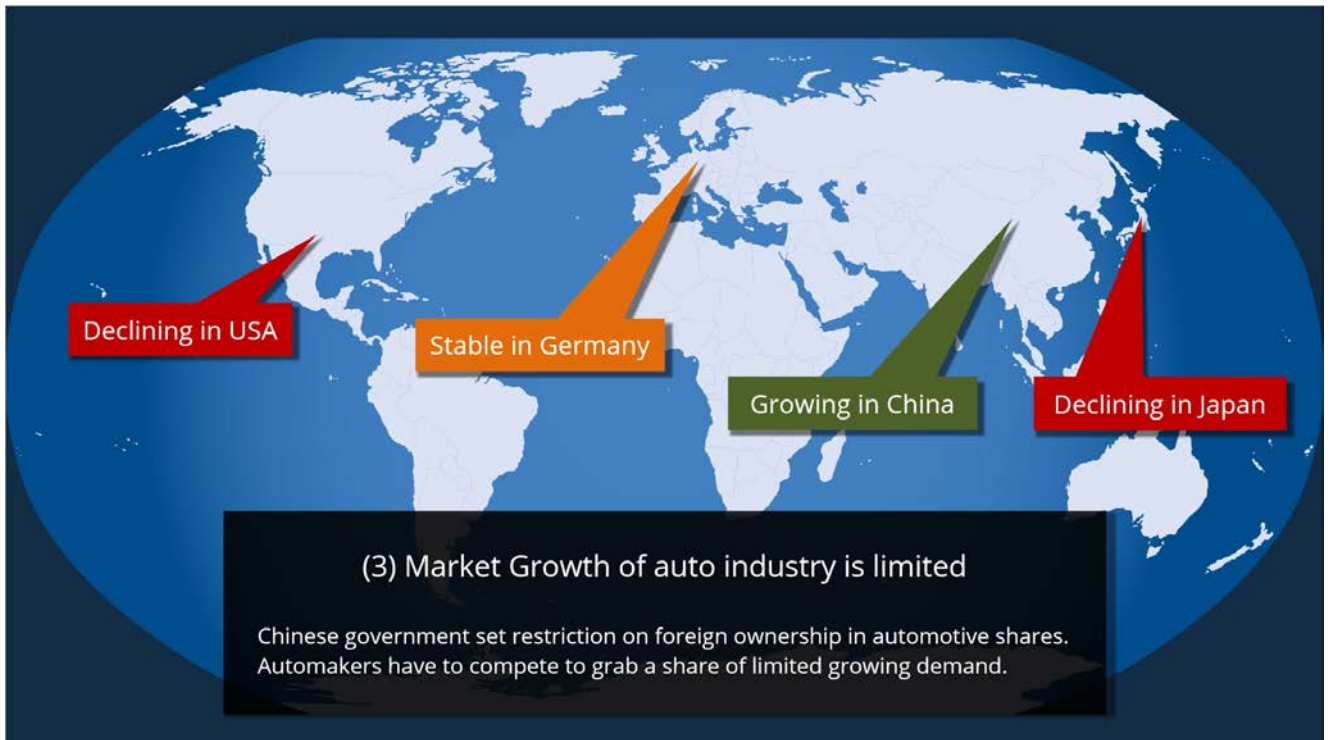 Declining in USA
Stable in Germany
Growing in China
Declining in Japan
(3) Market Growth of auto industry is limited
Chinese government set restriction on foreign ownership in automotive shares.
Automakers have to compete to grab a share of limited growing demand.